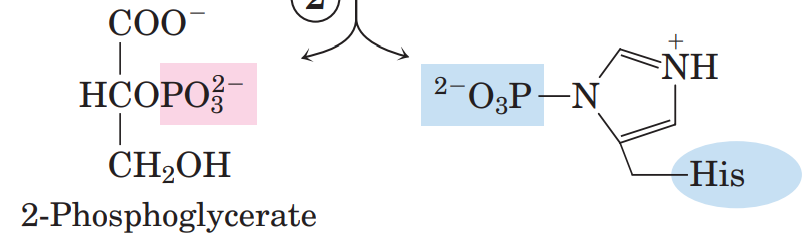 COO⁻
2
HCOPO₃²⁻
CH₂OH
2-Phosphoglycerate
²⁻O₃P—N
+
NH
His